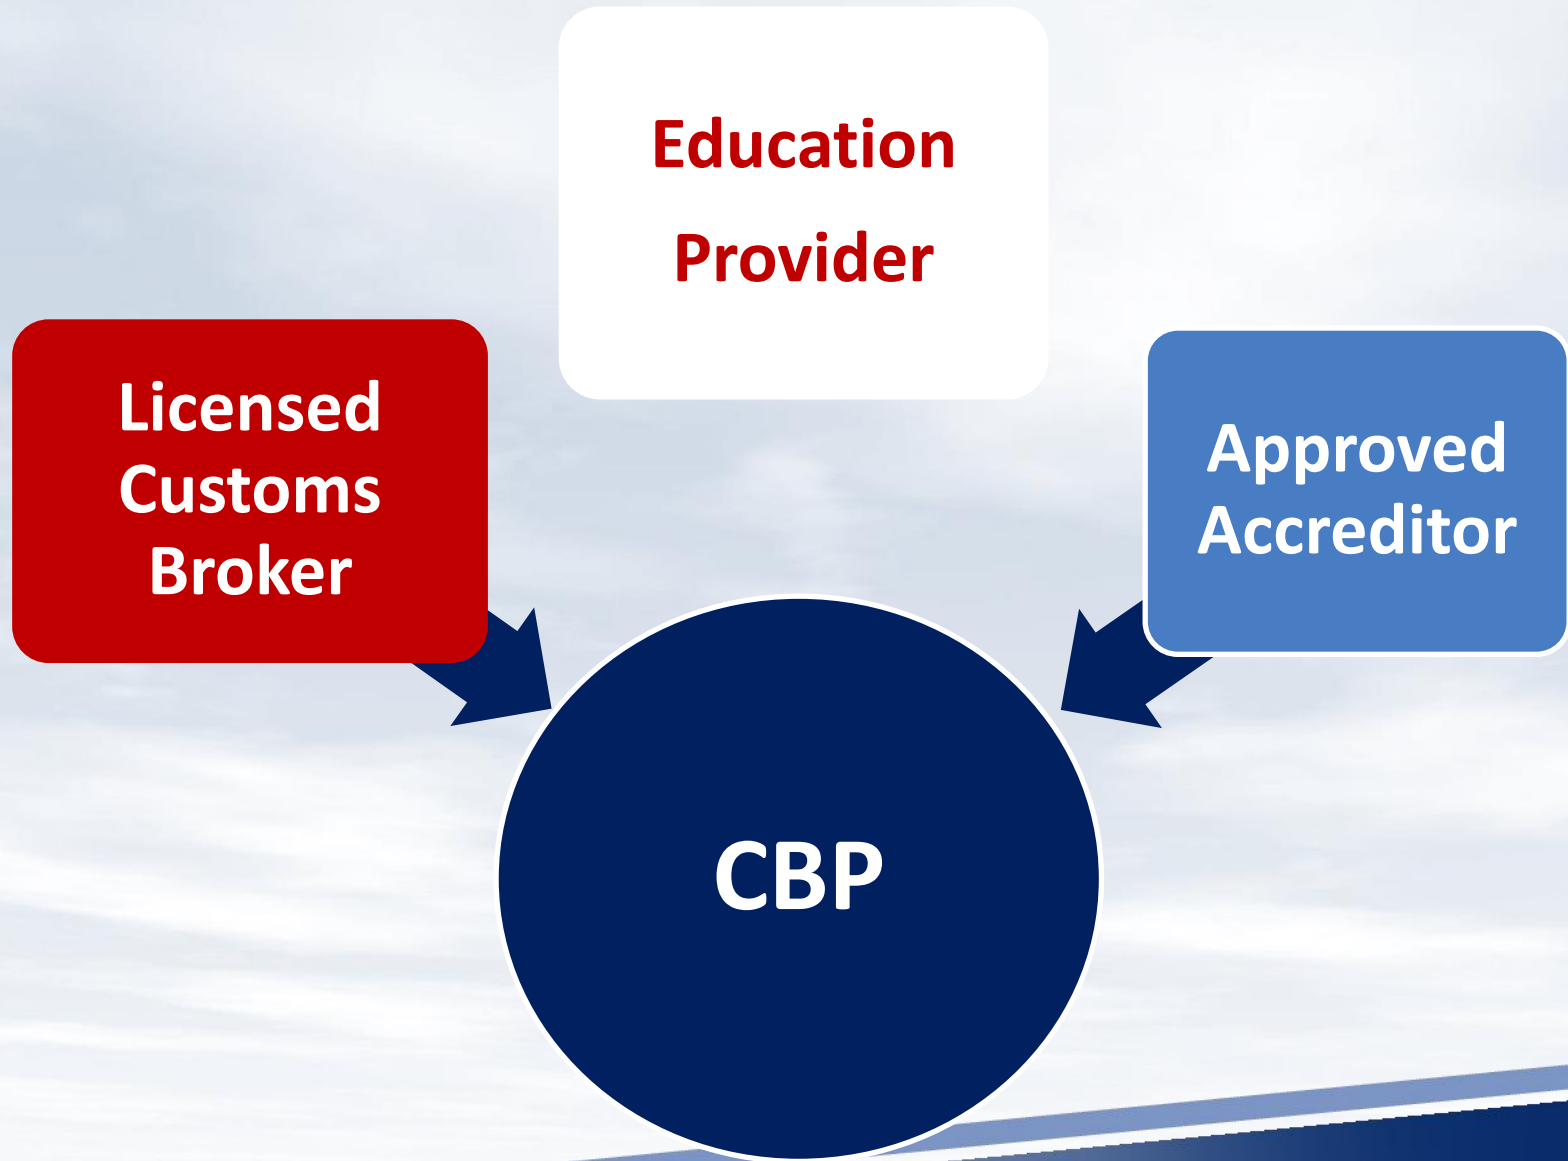 Education
Provider
Licensed
Customs
Broker
Approved
Accreditor
CBP